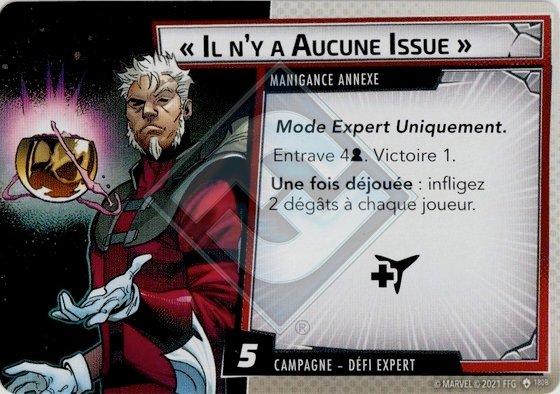 « Il n'y a Aucune Issue »
Manigance Annexe
Mode Expert Uniquement.
Entrave 4. Victoire 1.
Une fois déjouée : infligez
2 dégâts à chaque joueur.
®
5 Campagne – Défi Expert
© MARVEL © 2021 FFG 180B